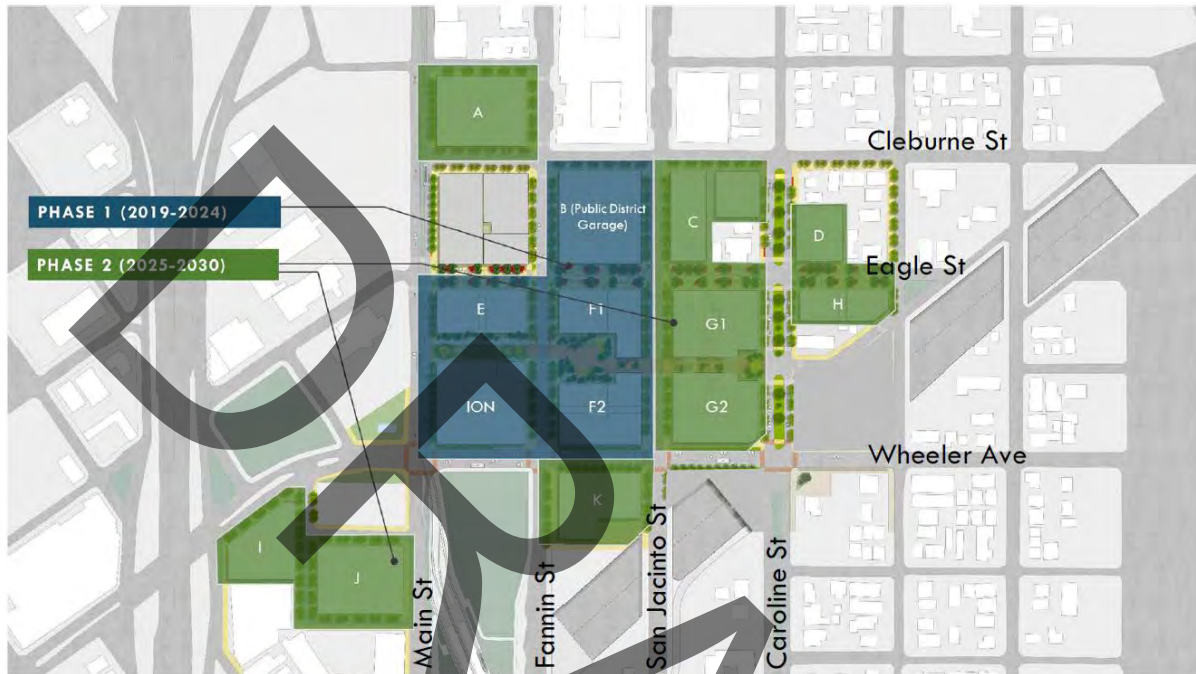 A
Cleburne St
PHASE 1 (2019-2024)
B (Public District
Garage)
C
D
PHASE 2 (2025-2030)
Eagle St
E
F1
G1
H
ION
F2
G2
Wheeler Ave
K
I
J
Main St
Fannin St
San Jacinto St
Caroline St
DRA